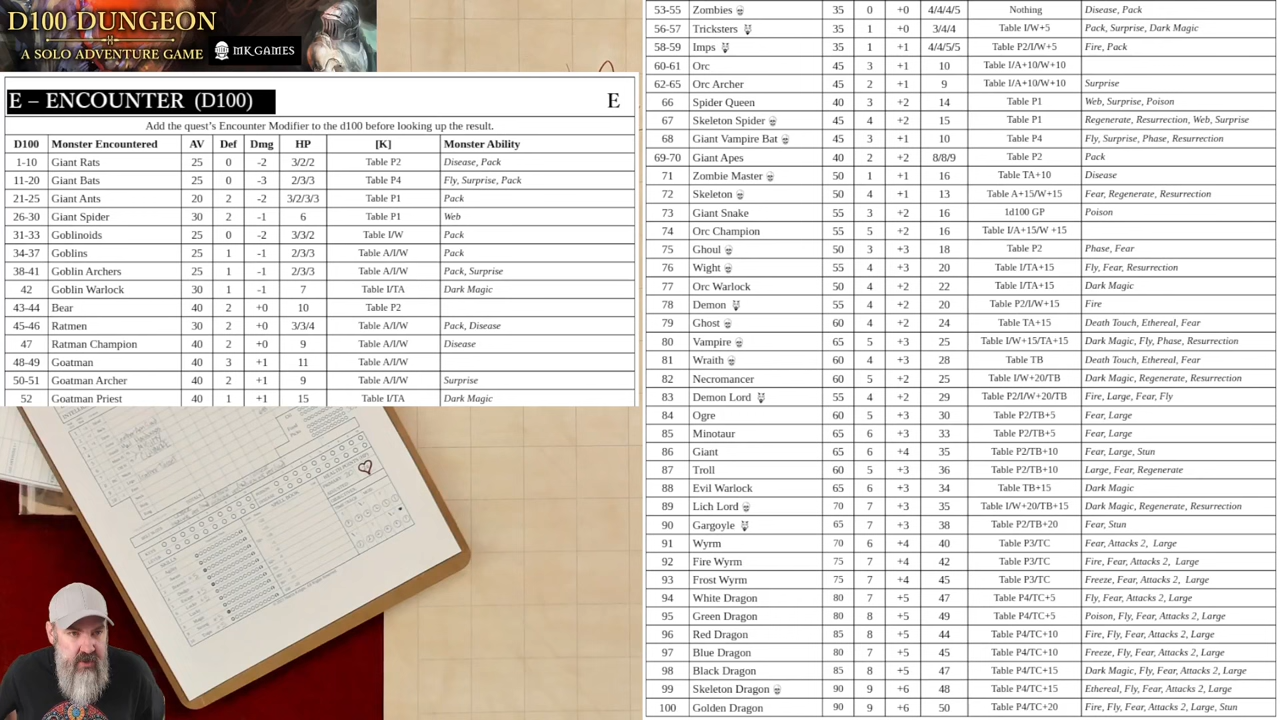 D100 DUNGEON
A SOLO ADVENTURE GAME
MK.GAMES
E – ENCOUNTER (D100) E
Add the quest's Encounter Modifier to the d100 before looking up the result.
D100 Monster Encountered AV Def Dmg HP [K] Monster Ability
1-10 Giant Rats 25 0 -2 3/2/2 Table P2 Disease, Pack
11-20 Giant Bats 25 0 -3 2/3/3 Table P4 Fly, Surprise, Pack
21-25 Giant Ants 20 2 -2 3/2/3/3 Table P1 Pack
26-30 Giant Spider 30 2 -1 6 Table P1 Web
31-33 Goblinoids 25 0 -2 3/3/2 Table I/W Pack
34-37 Goblins 25 1 -1 2/3/3 Table A/I/W Pack
38-41 Goblin Archers 25 1 -1 2/3/3 Table A/I/W Pack, Surprise
42 Goblin Warlock 30 1 -1 7 Table I/TA Dark Magic
43-44 Bear 40 2 +0 10 Table P2
45-46 Ratmen 30 2 +0 3/3/4 Table A/I/W Pack, Disease
47 Ratman Champion 40 2 +0 9 Table A/I/W Disease
48-49 Goatman 40 3 +1 11 Table A/I/W
50-51 Goatman Archer 40 2 +1 9 Table A/I/W Surprise
52 Goatman Priest 40 1 +1 15 Table I/TA Dark Magic
53-55 Zombies 35 0 +0 4/4/4/5 Nothing Disease, Pack
56-57 Tricksters 35 1 +0 3/4/4 Table I/W+5 Pack, Surprise, Dark Magic
58-59 Imps 35 1 +1 4/4/5/5 Table P2/I/W+5 Fire, Pack
60-61 Orc 45 3 +1 10 Table I/A+10/W+10
62-65 Orc Archer 45 2 +1 9 Table I/A+10/W+10 Surprise
66 Spider Queen 40 3 +2 14 Table P1 Web, Surprise, Poison
67 Skeleton Spider 45 4 +2 15 Table P1 Regenerate, Resurrection, Web, Surprise
68 Giant Vampire Bat 45 3 +1 10 Table P4 Fly, Surprise, Phase, Resurrection
69-70 Giant Apes 40 2 +2 8/8/9 Table P2 Pack
71 Zombie Master 50 1 +1 16 Table TA+10 Disease
72 Skeleton 50 4 +1 13 Table A+15/W+15 Fear, Regenerate, Resurrection
73 Giant Snake 55 3 +2 16 1d100 GP Poison
74 Orc Champion 55 5 +2 16 Table I/A+15/W +15
75 Ghoul 50 3 +3 18 Table P2 Phase, Fear
76 Wight 55 4 +3 20 Table I/TA+15 Fly, Fear, Resurrection
77 Orc Warlock 50 4 +2 22 Table I/TA+15 Dark Magic
78 Demon 55 4 +2 20 Table P2/I/W+15 Fire
79 Ghost 60 4 +2 24 Table TA+15 Death Touch, Ethereal, Fear
80 Vampire 65 5 +3 25 Table I/W+15/TA+15 Dark Magic, Fly, Phase, Resurrection
81 Wraith 60 4 +3 28 Table TB Death Touch, Ethereal, Fear
82 Necromancer 60 5 +2 25 Table I/W+20/TB Dark Magic, Regenerate, Resurrection
83 Demon Lord 55 4 +2 29 Table P2/I/W+20/TB Fire, Large, Fear, Fly
84 Ogre 60 5 +3 30 Table P2/TB+5 Fear, Large
85 Minotaur 65 6 +3 33 Table P2/TB+5 Fear, Large
86 Giant 65 6 +4 35 Table P2/TB+10 Fear, Large, Stun
87 Troll 60 5 +3 36 Table P2/TB+10 Large, Fear, Regenerate
88 Evil Warlock 65 6 +3 34 Table TB+15 Dark Magic
89 Lich Lord 70 7 +3 35 Table I/W+20/TB+15 Dark Magic, Regenerate, Resurrection
90 Gargoyle 65 7 +3 38 Table P2/TB+20 Fear, Stun
91 Wyrm 70 6 +4 40 Table P3/TC Fear, Attacks 2, Large
92 Fire Wyrm 75 7 +4 42 Table P3/TC Fire, Fear, Attacks 2, Large
93 Frost Wyrm 75 7 +4 45 Table P3/TC Freeze, Fear, Attacks 2, Large
94 White Dragon 80 7 +5 47 Table P4/TC+5 Fly, Fear, Attacks 2, Large
95 Green Dragon 80 8 +5 49 Table P4/TC+5 Poison, Fly, Fear, Attacks 2, Large
96 Red Dragon 85 8 +5 44 Table P4/TC+10 Fire, Fly, Fear, Attacks 2, Large
97 Blue Dragon 80 7 +5 45 Table P4/TC+10 Freeze, Fly, Fear, Attacks 2, Large
98 Black Dragon 85 8 +5 47 Table P4/TC+15 Dark Magic, Fly, Fear, Attacks 2, Large
99 Skeleton Dragon 90 9 +6 48 Table P4/TC+15 Ethereal, Fly, Fear, Attacks 2, Large
100 Golden Dragon 90 9 +6 50 Table P4/TC+20 Fire, Fly, Fear, Attacks 2, Large, Stun